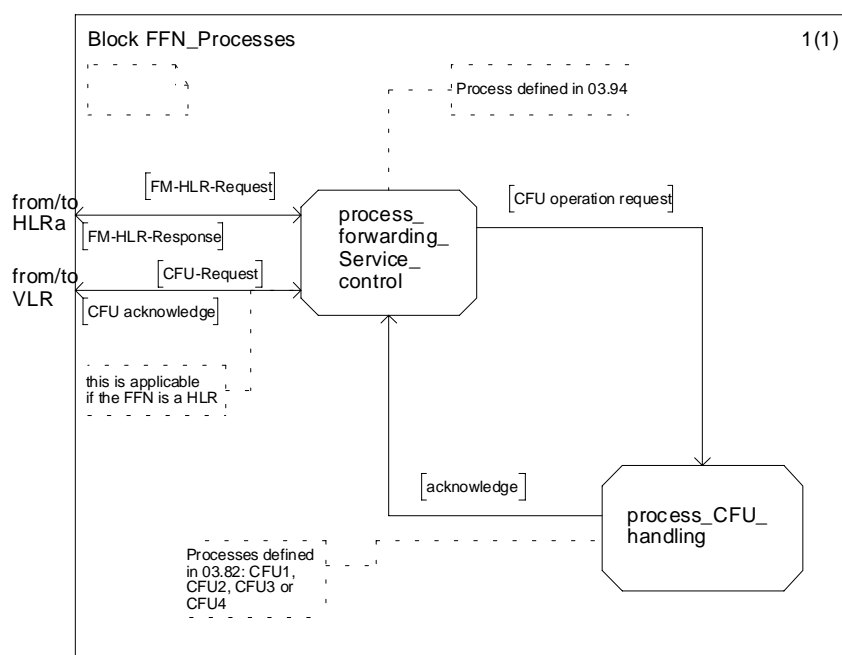 Block FFN_Processes
1(1)
Process defined in 03.94
[FM-HLR-Request]
[CFU operation request]
from/to
HLRa
process_
forwarding_
Service_
control
[FM-HLR-Response]
from/to
VLR
[CFU-Request]
[CFU acknowledge]
this is applicable
if the FFN is a HLR
[acknowledge]
process_CFU_
handling
Processes defined
in 03.82: CFU1,
CFU2, CFU3 or
CFU4